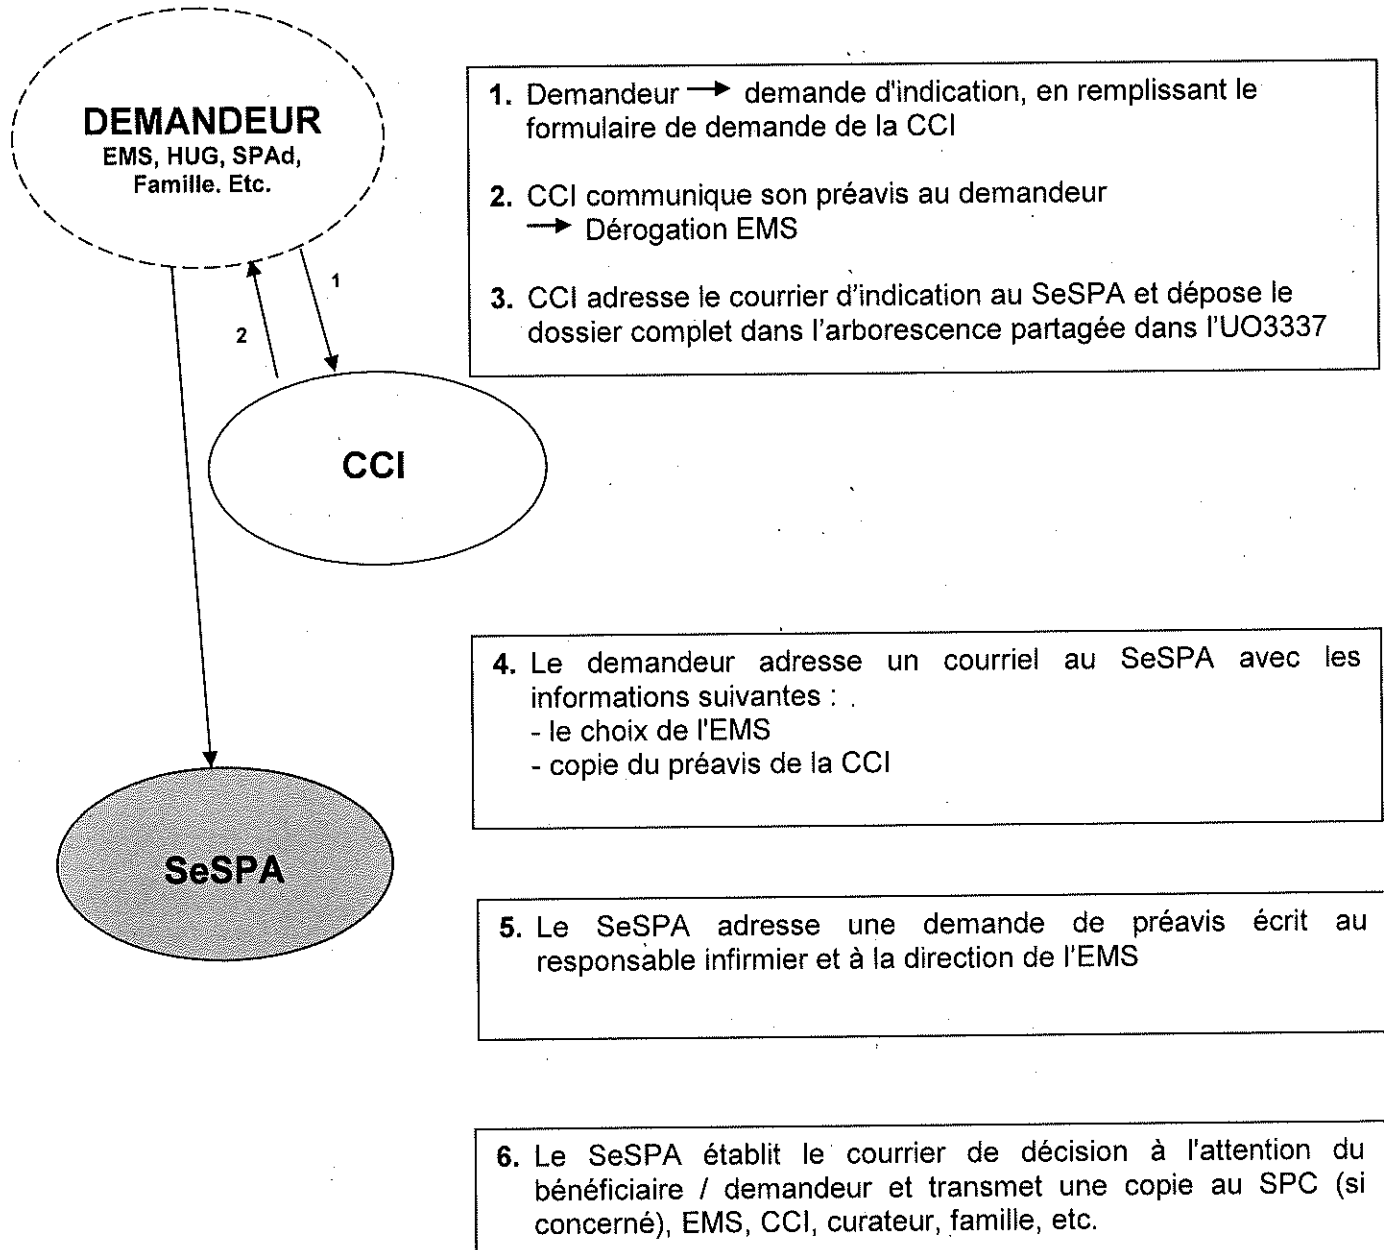 DEMANDEUR
EMS, HUG, SPAd,
Famille. Etc.
1. Demandeur → demande d'indication, en remplissant le
formulaire de demande de la CCI
2. CCI communique son préavis au demandeur
→ Dérogation EMS
3. CCI adresse le courrier d'indication au SeSPA et dépose le
dossier complet dans l'arborescence partagée dans l'UO3337
1
2
CCI
4. Le demandeur adresse un courriel au SeSPA avec les
informations suivantes :
- le choix de l'EMS
- copie du préavis de la CCI
SeSPA
5. Le SeSPA adresse une demande de préavis écrit au
responsable infirmier et à la direction de l'EMS
6. Le SeSPA établit le courrier de décision à l'attention du
bénéficiaire / demandeur et transmet une copie au SPC (si
concerné), EMS, CCI, curateur, famille, etc.